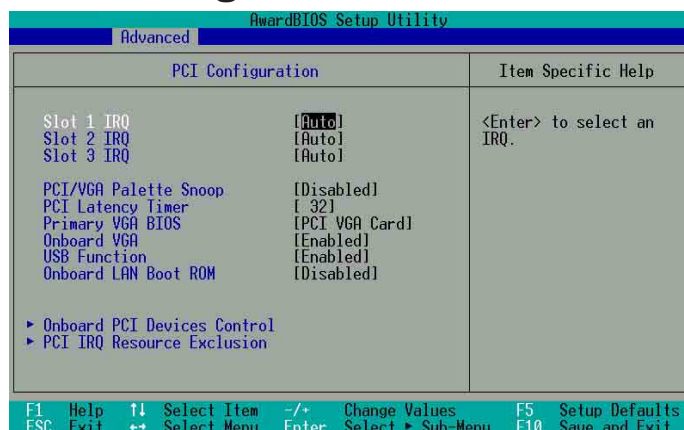 AwardBIOS Setup Utility
Advanced
PCI Configuration
Item Specific Help
Slot 1 IRQ [Auto]
Slot 2 IRQ [Auto]
Slot 3 IRQ [Auto]
<Enter> to select an
IRQ.
PCI/VGA Palette Snoop [Disabled]
PCI Latency Timer [ 32]
Primary VGA BIOS [PCI VGA Card]
Onboard VGA [Enabled]
USB Function [Enabled]
Onboard LAN Boot ROM [Disabled]
▸ Onboard PCI Devices Control
▸ PCI IRQ Resource Exclusion
F1 Help ↑↓ Select Item -/+ Change Values F5 Setup Defaults
ESC Exit ←→ Select Menu Enter Select ▸ Sub-Menu F10 Save and Exit